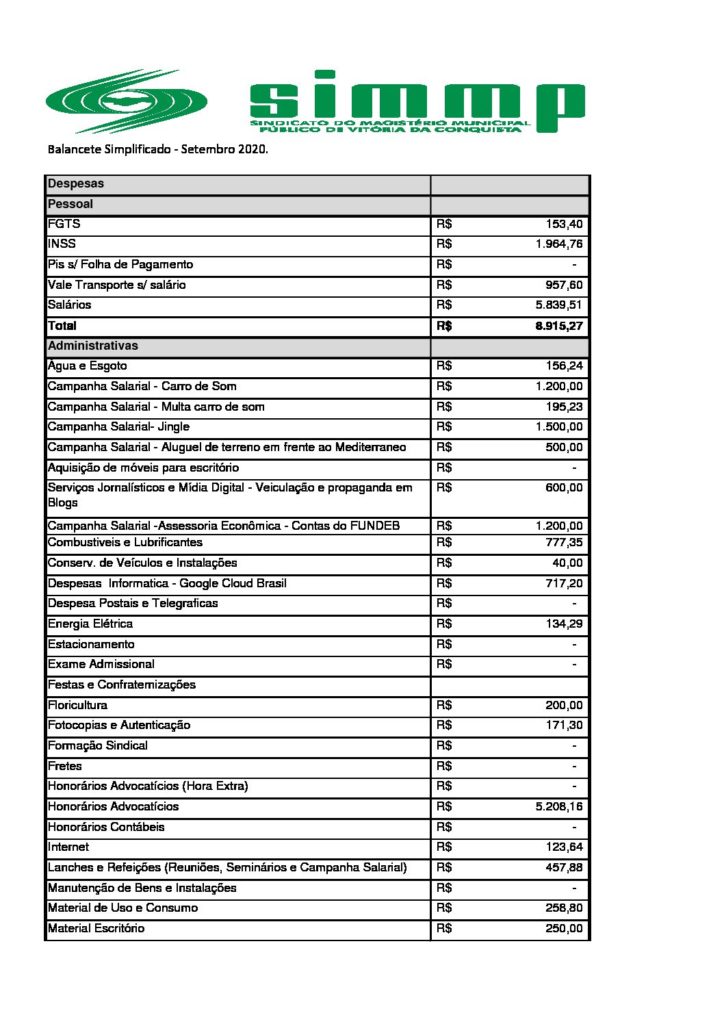 simmp
SINDICATO DO MAGISTÉRIO MUNICIPAL
PÚBLICO DE VITÓRIA DA CONQUISTA
Balancete Simplificado - Setembro 2020.
Despesas
Pessoal
FGTS R$ 153,40
INSS R$ 1.964,76
Pis s/ Folha de Pagamento R$ -
Vale Transporte s/ salário R$ 957,60
Salários R$ 5.839,51
Total R$ 8.915,27
Administrativas
Água e Esgoto R$ 156,24
Campanha Salarial - Carro de Som R$ 1.200,00
Campanha Salarial - Multa carro de som R$ 195,23
Campanha Salarial- Jingle R$ 1.500,00
Campanha Salarial - Aluguel de terreno em frente ao Mediterraneo R$ 500,00
Aquisição de móveis para escritório R$ -
Serviços Jornalísticos e Mídia Digital - Veiculação e propaganda em R$ 600,00
Blogs
Campanha Salarial -Assessoria Econômica - Contas do FUNDEB R$ 1.200,00
Combustiveis e Lubrificantes R$ 777,35
Conserv. de Veículos e Instalações R$ 40,00
Despesas  Informatica - Google Cloud Brasil R$ 717,20
Despesa Postais e Telegraficas R$ -
Energia Elétrica R$ 134,29
Estacionamento R$ -
Exame Admissional R$ -
Festas e Confraternizações
Floricultura R$ 200,00
Fotocopias e Autenticação R$ 171,30
Formação Sindical R$ -
Fretes R$ -
Honorários Advocatícios (Hora Extra) R$ -
Honorários Advocatícios R$ 5.208,16
Honorários Contábeis R$ -
Internet R$ 123,64
Lanches e Refeições (Reuniões, Seminários e Campanha Salarial) R$ 457,88
Manutenção de Bens e Instalações R$ -
Material de Uso e Consumo R$ 258,80
Material Escritório R$ 250,00